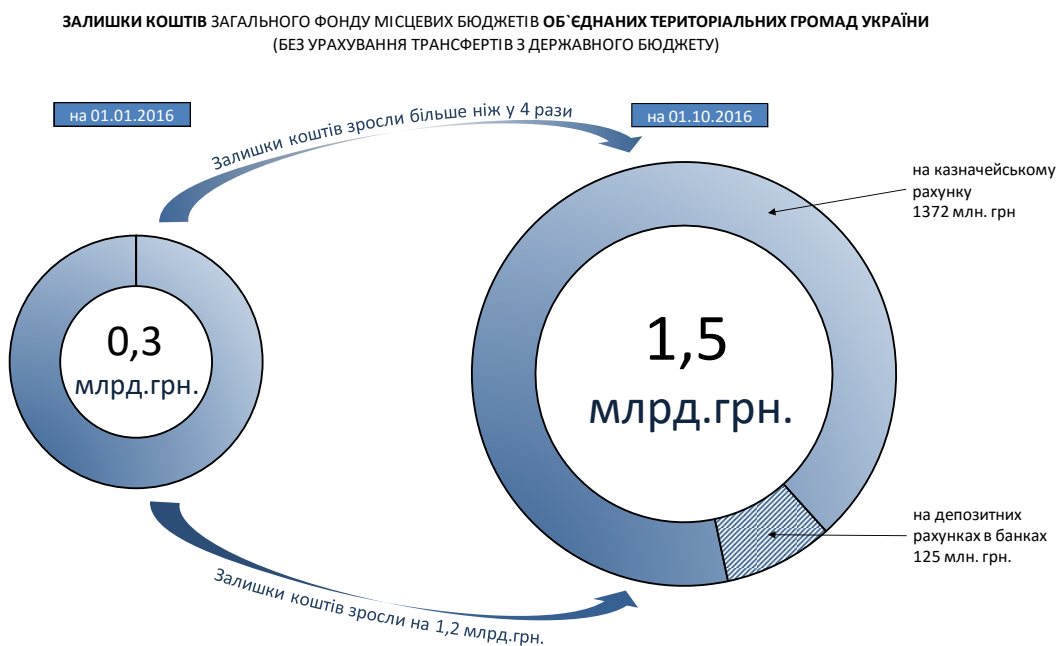 ЗАЛИШКИ КОШТІВ ЗАГАЛЬНОГО ФОНДУ МІСЦЕВИХ БЮДЖЕТІВ ОБ`ЄДНАНИХ ТЕРИТОРІАЛЬНИХ ГРОМАД УКРАЇНИ
(БЕЗ УРАХУВАННЯ ТРАНСФЕРТІВ З ДЕРЖАВНОГО БЮДЖЕТУ)
на 01.01.2016
Залишки коштів зросли більше ніж у 4 рази
на 01.10.2016
на казначейському
рахунку
1372 млн. грн
0,3
млрд.грн.
1,5
млрд.грн.
на депозитних
рахунках в банках
125 млн. грн.
Залишки коштів зросли на 1,2 млрд.грн.